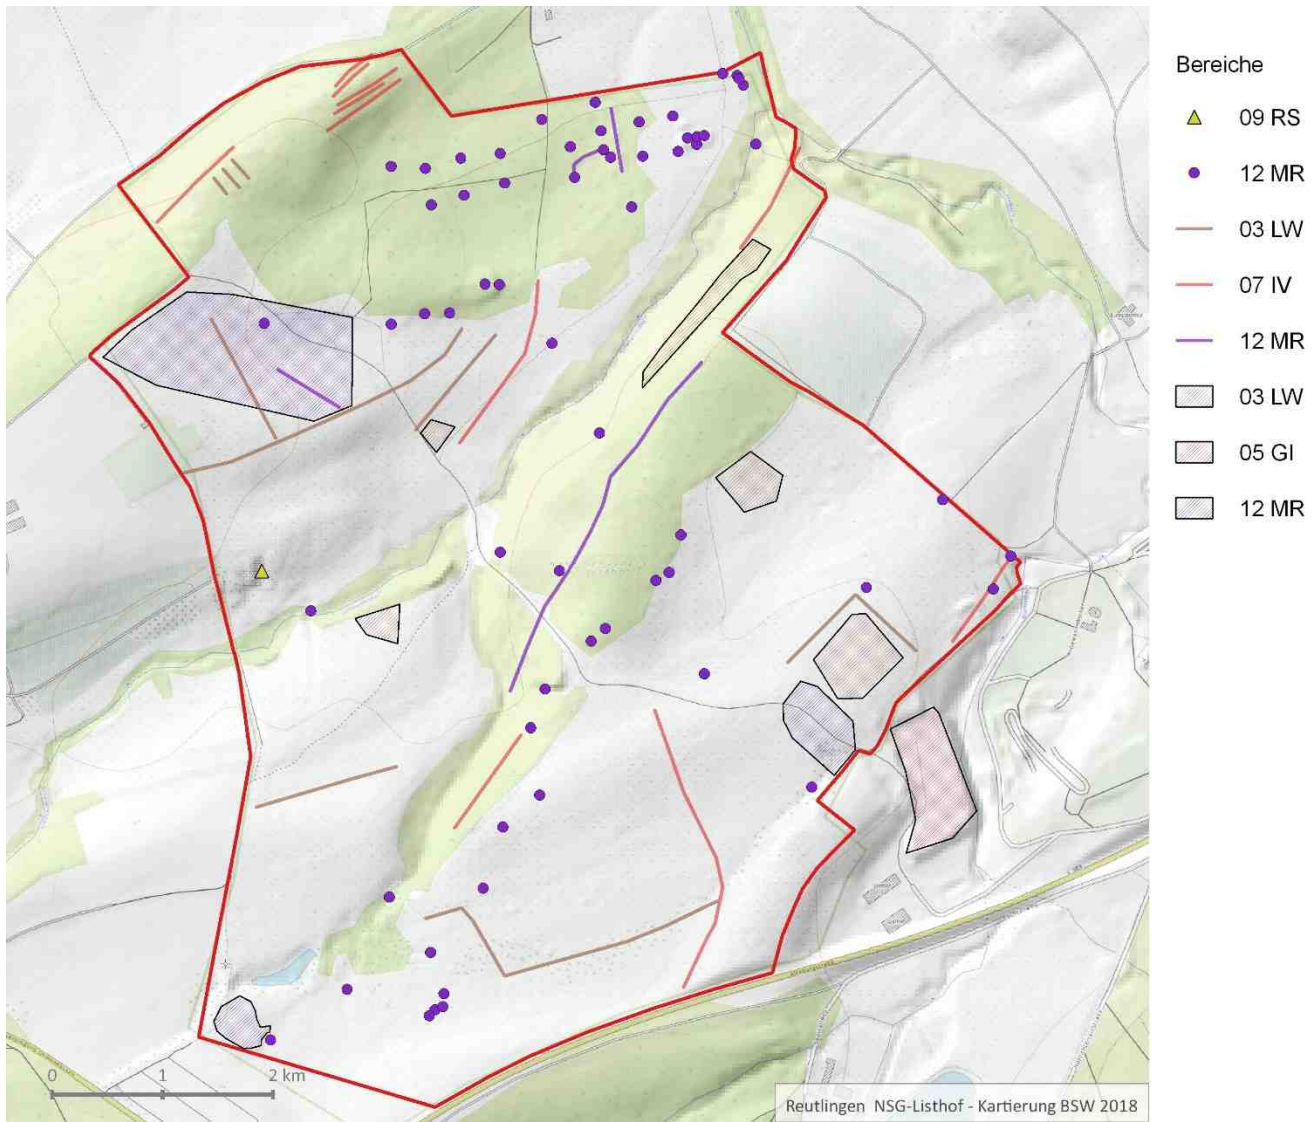 Bereiche
09 RS
12 MR
03 LW
07 IV
12 MR
03 LW
05 GI
12 MR
0 1 2 km
Reutlingen NSG-Listhof - Kartierung BSW 2018